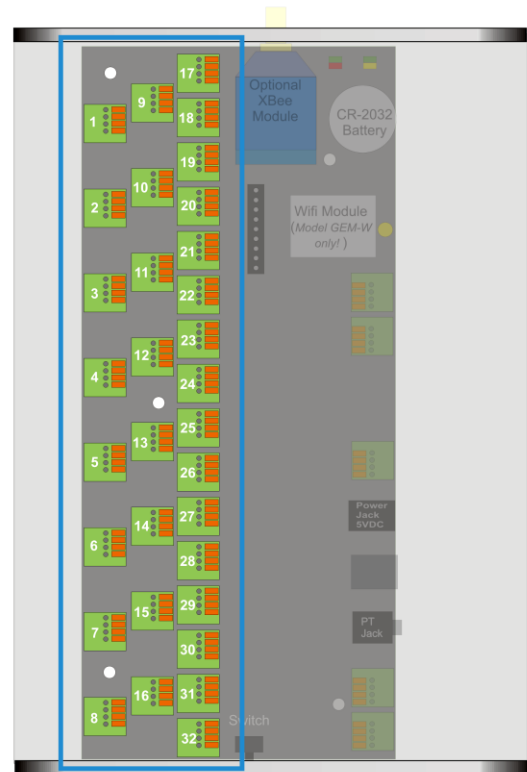 1
2
3
4
5
6
7
8
9
10
11
12
13
14
15
16
17
18
19
20
21
22
23
24
25
26
27
28
29
30
31
32
Optional
XBee
Module
CR-2032
Battery
Wifi Module
(Model GEM-W
only! )
Power
Jack
5VDC
PT
Jack
Switch